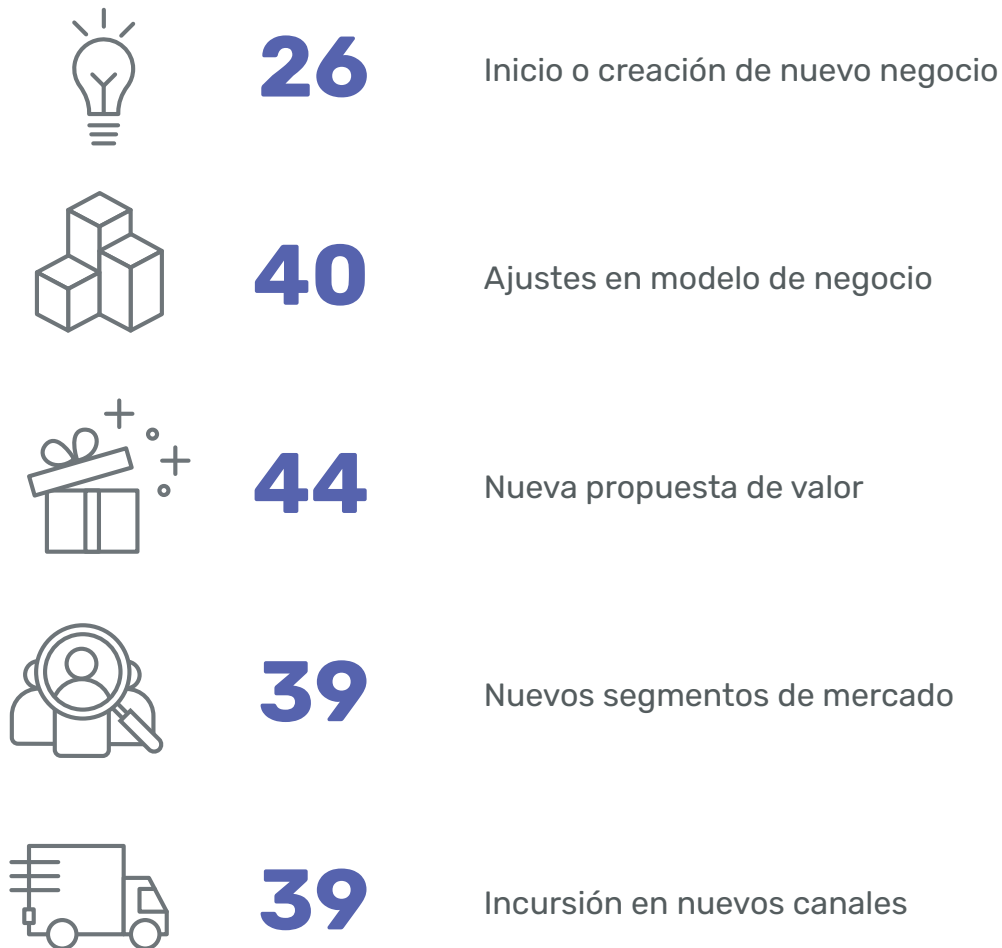 26 Inicio o creación de nuevo negocio
40 Ajustes en modelo de negocio
44 Nueva propuesta de valor
39 Nuevos segmentos de mercado
39 Incursión en nuevos canales